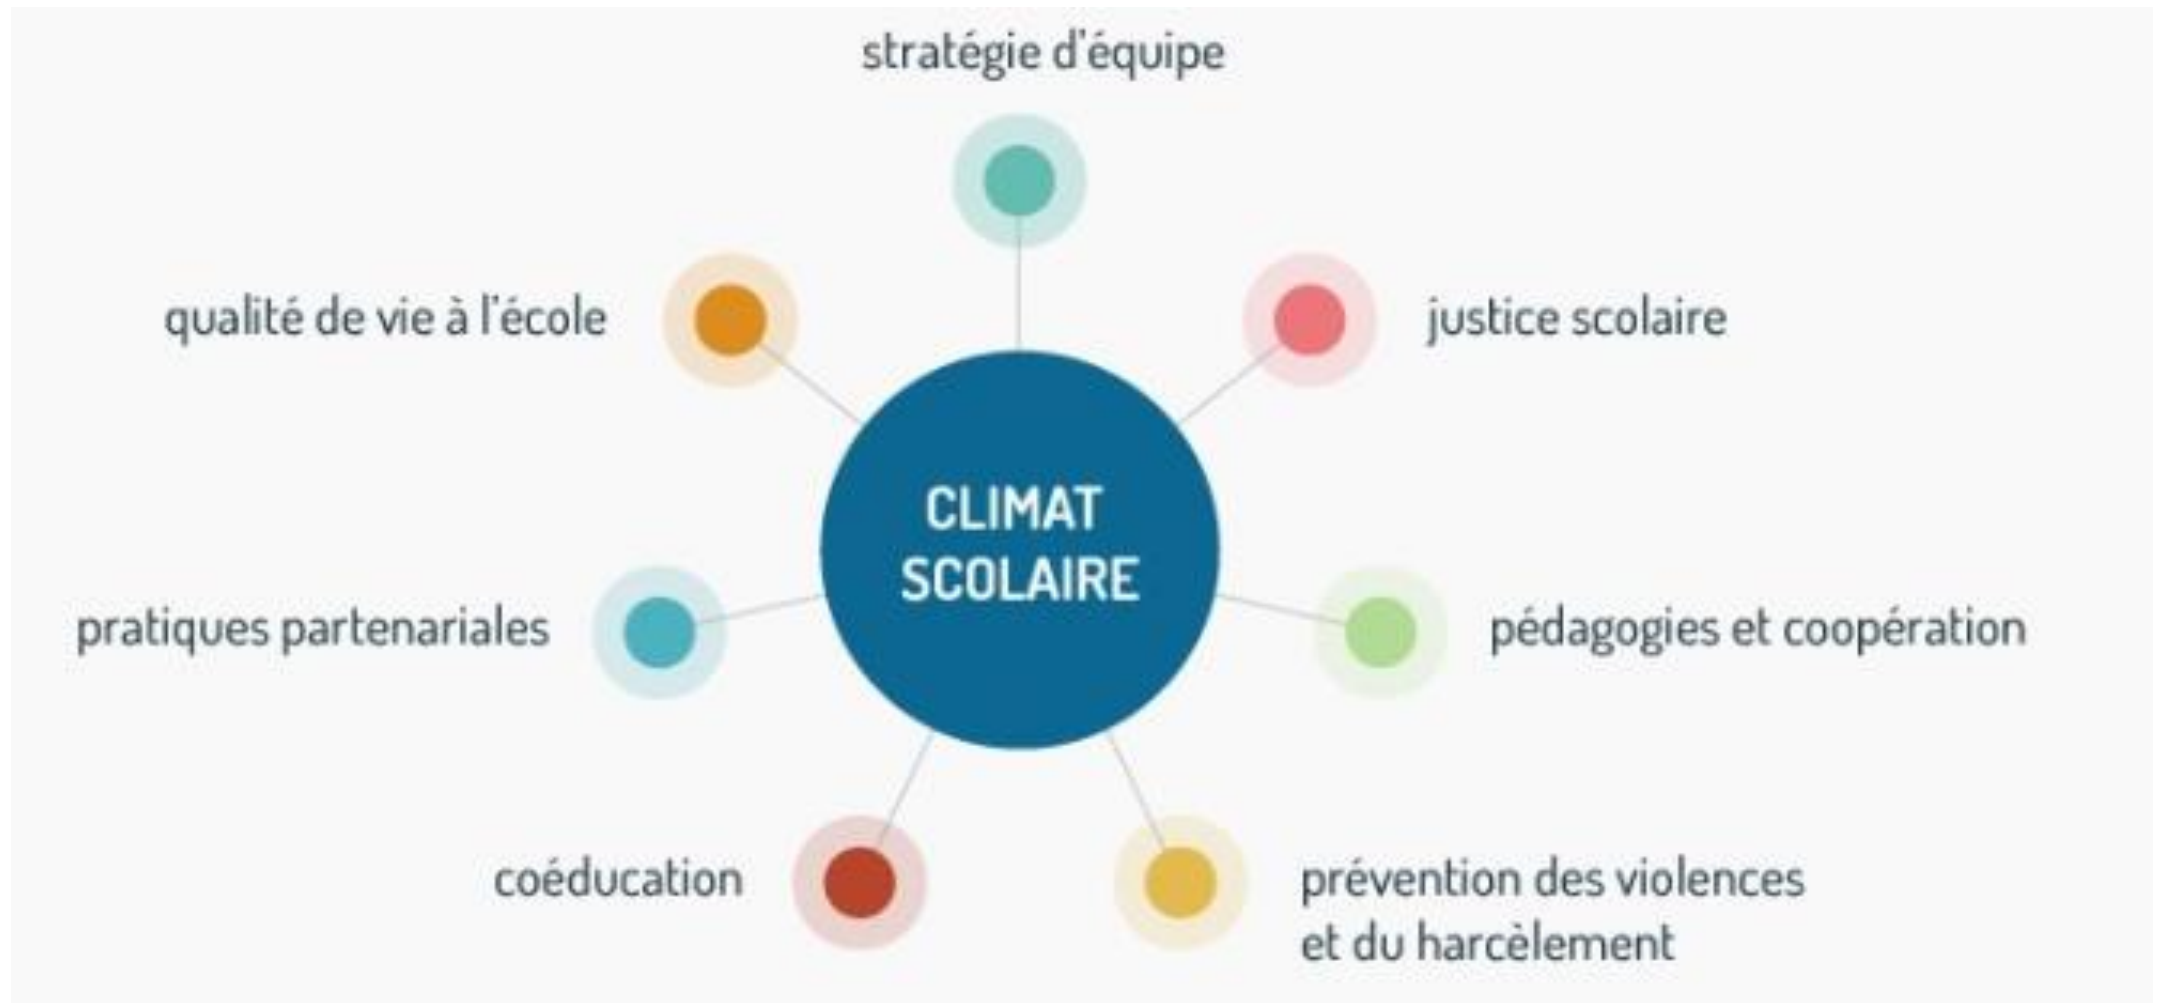 stratégie d'équipe
qualité de vie à l'école
justice scolaire
CLIMAT
SCOLAIRE
pratiques partenariales
pédagogies et coopération
coéducation
prévention des violences
et du harcèlement